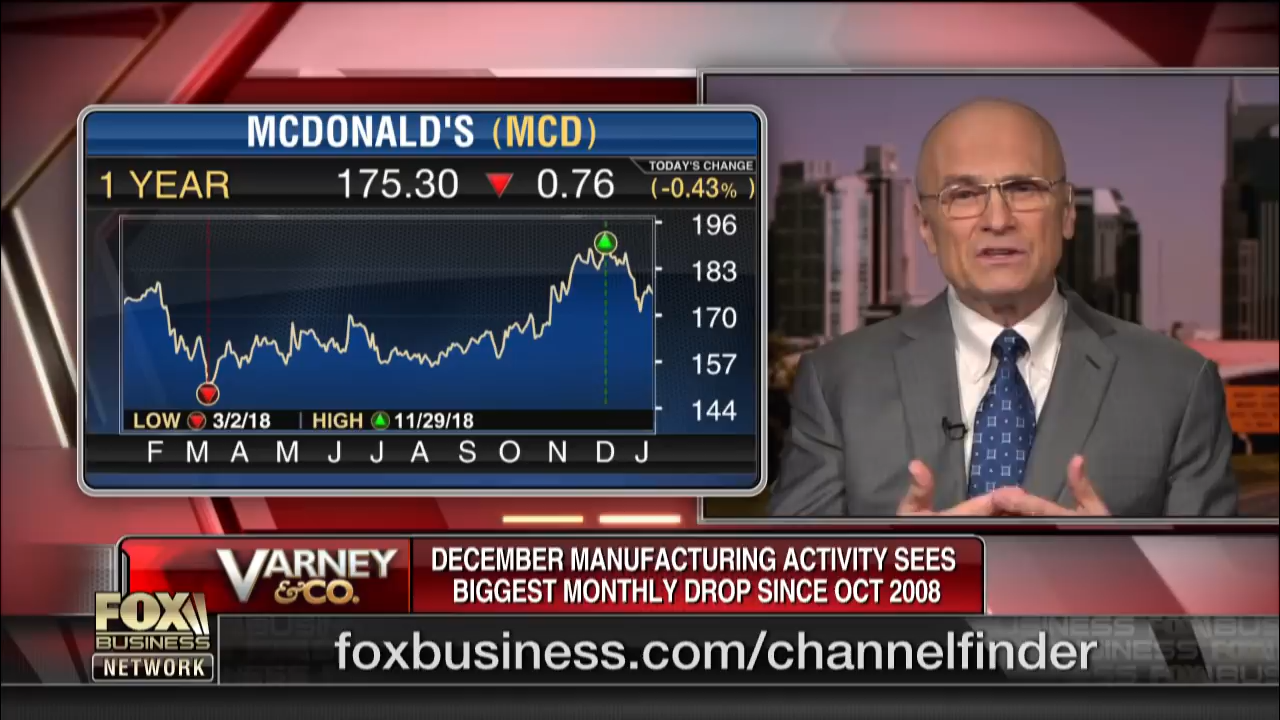 MCDONALD'S (MCD)
1 YEAR 175.30 0.76 TODAY'S CHANGE (-0.43%)
196
183
170
157
144
LOW 3/2/18 | HIGH 11/29/18
F M A M J J A S O N D J
VARNEY & CO.
DECEMBER MANUFACTURING ACTIVITY SEES
BIGGEST MONTHLY DROP SINCE OCT 2008
FOX
BUSINESS
NETWORK
foxbusiness.com/channelfinder